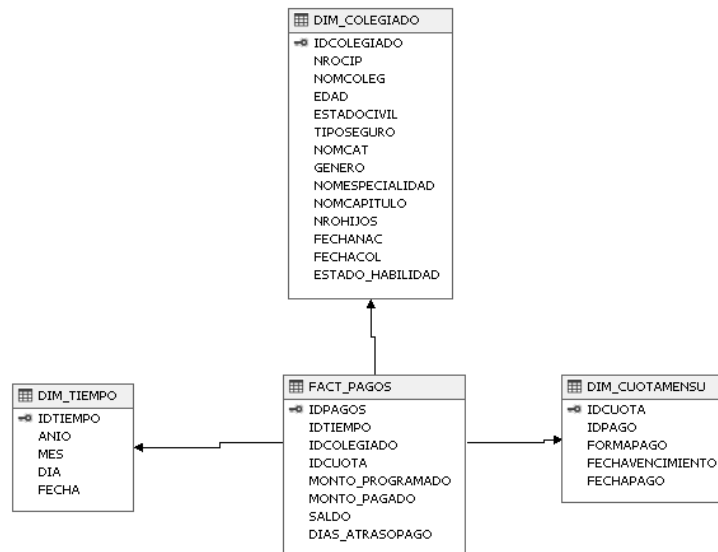 DIM_COLEGIADO
IDCOLEGIADO
NROCIP
NOMCOLEG
EDAD
ESTADOCIVIL
TIPOSEGURO
NOMCAT
GENERO
NOMESPECIALIDAD
NOMCAPITULO
NROHIJOS
FECHANAC
FECHACOL
ESTADO_HABILIDAD
DIM_TIEMPO
IDTIEMPO
ANIO
MES
DIA
FECHA
FACT_PAGOS
IDPAGOS
IDTIEMPO
IDCOLEGIADO
IDCUOTA
MONTO_PROGRAMADO
MONTO_PAGADO
SALDO
DIAS_ATRASOPAGO
DIM_CUOTAMENSU
IDCUOTA
IDPAGO
FORMAPAGO
FECHAVENCIMIENTO
FECHAPAGO